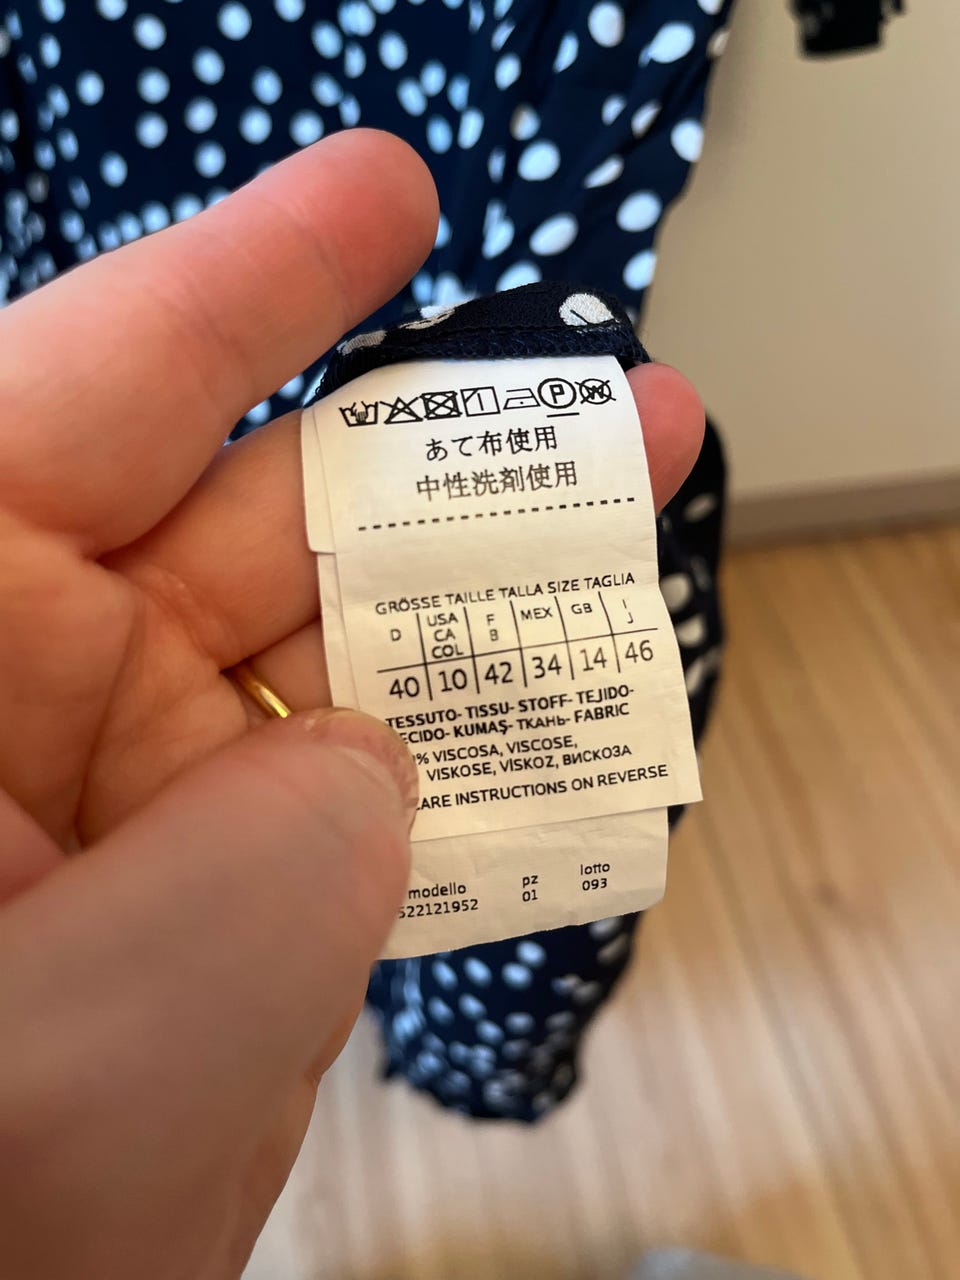 P W
あて布使用
中性洗剤使用
GRÖSSE TAILLE TALLA SIZE TAGLIA
D USA CA COL F B MEX GB I J
40 10 42 34 14 46
TESSUTO- TISSU- STOFF- TEJIDO-
ECIDO- KUMAŞ- ТКАНЬ- FABRIC
% VISCOSA, VISCOSE,
VISKOSE, VİSKOZ, ВИСКОЗА
CARE INSTRUCTIONS ON REVERSE
modello pz lotto
522121952 01 093